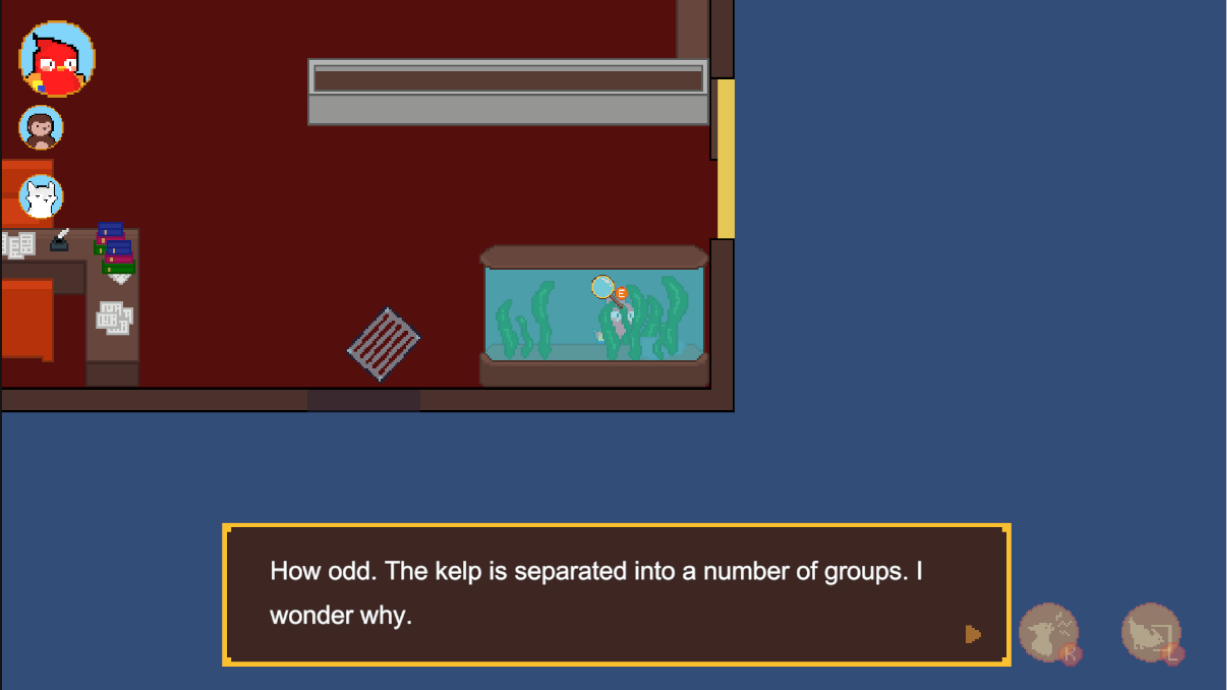 E
How odd. The kelp is separated into a number of groups. I
wonder why.
R
L